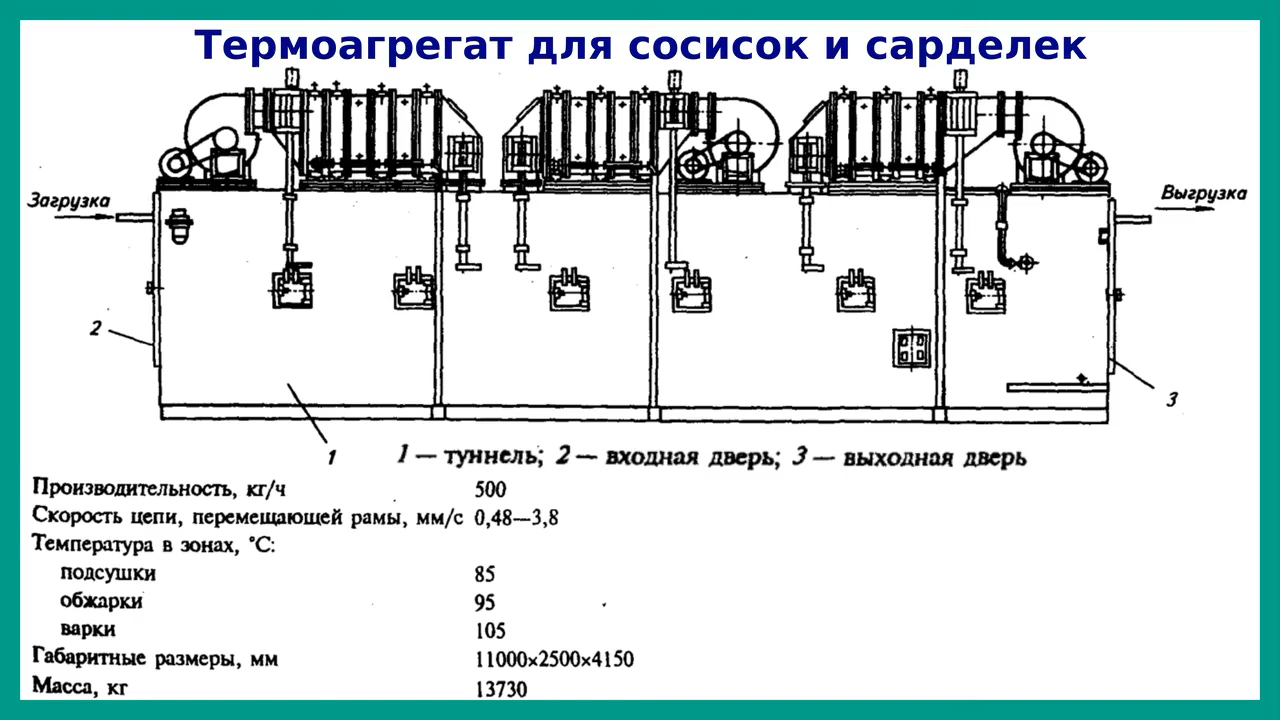 Термоагрегат для сосисок и сарделек
Загрузка
Выгрузка
2
3
1
1 — туннель; 2 — входная дверь; 3 — выходная дверь
Производительность, кг/ч 500
Скорость цепи, перемещающей рамы, мм/с 0,48—3,8
Температура в зонах, °С:
подсушки 85
обжарки 95
варки 105
Габаритные размеры, мм 11000×2500×4150
Масса, кг 13730